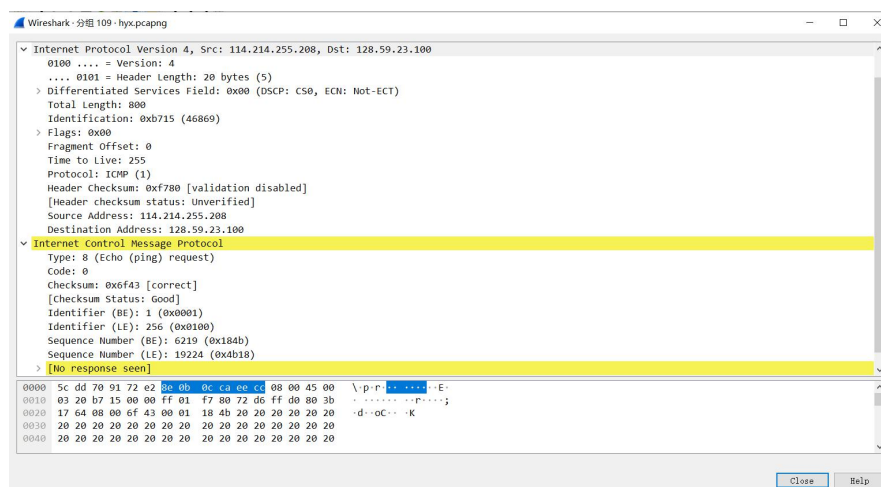 Wireshark · 分组 109 · hyx.pcapng
Internet Protocol Version 4, Src: 114.214.255.208, Dst: 128.59.23.100
0100 .... = Version: 4
.... 0101 = Header Length: 20 bytes (5)
Differentiated Services Field: 0x00 (DSCP: CS0, ECN: Not-ECT)
Total Length: 800
Identification: 0xb715 (46869)
Flags: 0x00
Fragment Offset: 0
Time to Live: 255
Protocol: ICMP (1)
Header Checksum: 0xf780 [validation disabled]
[Header checksum status: Unverified]
Source Address: 114.214.255.208
Destination Address: 128.59.23.100
Internet Control Message Protocol
Type: 8 (Echo (ping) request)
Code: 0
Checksum: 0x6f43 [correct]
[Checksum Status: Good]
Identifier (BE): 1 (0x0001)
Identifier (LE): 256 (0x0100)
Sequence Number (BE): 6219 (0x184b)
Sequence Number (LE): 19224 (0x4b18)
[No response seen]
0000 5c dd 70 91 72 e2 8e 0b 0c ca ee cc 08 00 45 00 \·p·r··· ······E·
0010 03 20 b7 15 00 00 ff 01 f7 80 72 d6 ff d0 80 3b · ······ ··r····;
0020 17 64 08 00 6f 43 00 01 18 4b 20 20 20 20 20 20 ·d··oC·· ·K
0030 20 20 20 20 20 20 20 20 20 20 20 20 20 20 20 20
0040 20 20 20 20 20 20 20 20 20 20 20 20 20 20 20 20
Close Help